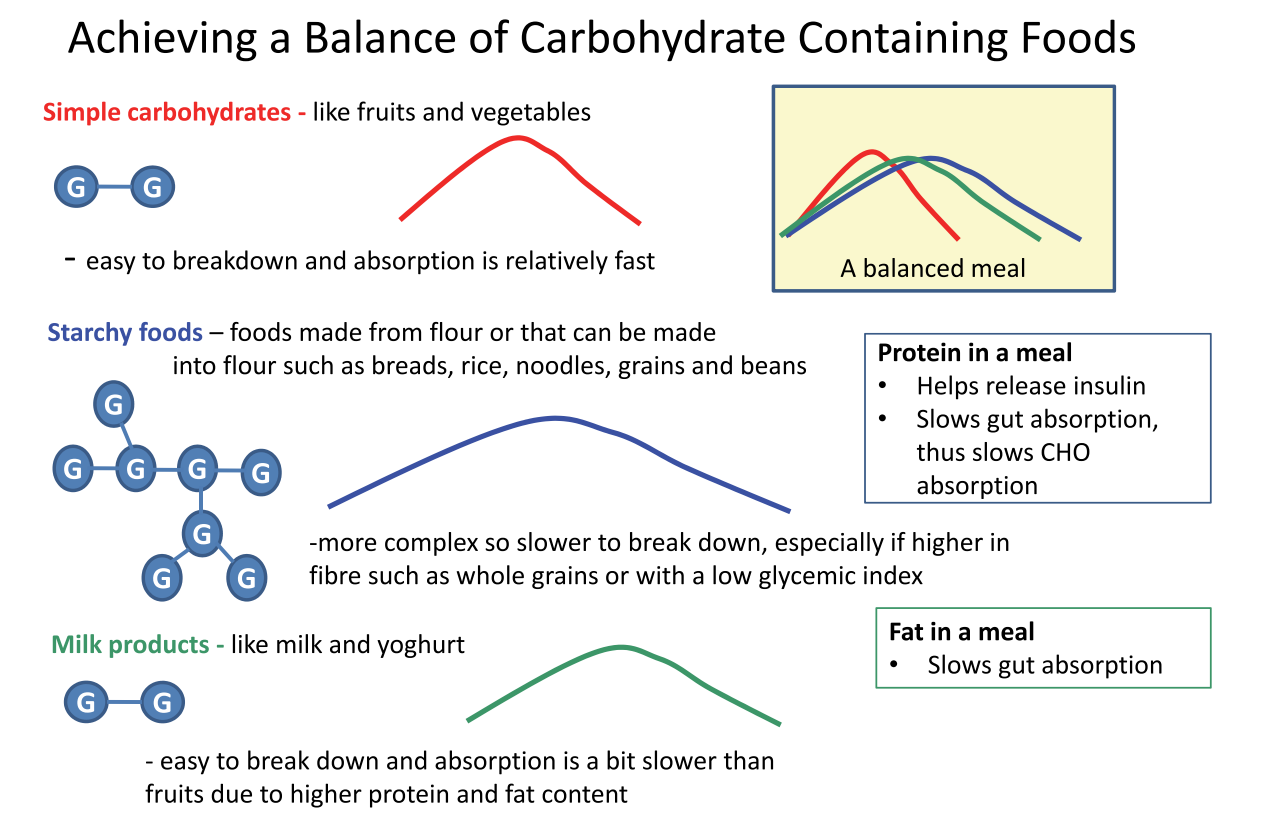 Achieving a Balance of Carbohydrate Containing Foods
Simple carbohydrates - like fruits and vegetables
G G
- easy to breakdown and absorption is relatively fast
A balanced meal
Starchy foods – foods made from flour or that can be made
into flour such as breads, rice, noodles, grains and beans
G
G G G G
G
G G
-more complex so slower to break down, especially if higher in
fibre such as whole grains or with a low glycemic index
Protein in a meal
• Helps release insulin
• Slows gut absorption,
thus slows CHO
absorption
Milk products - like milk and yoghurt
G G
- easy to break down and absorption is a bit slower than
fruits due to higher protein and fat content
Fat in a meal
• Slows gut absorption